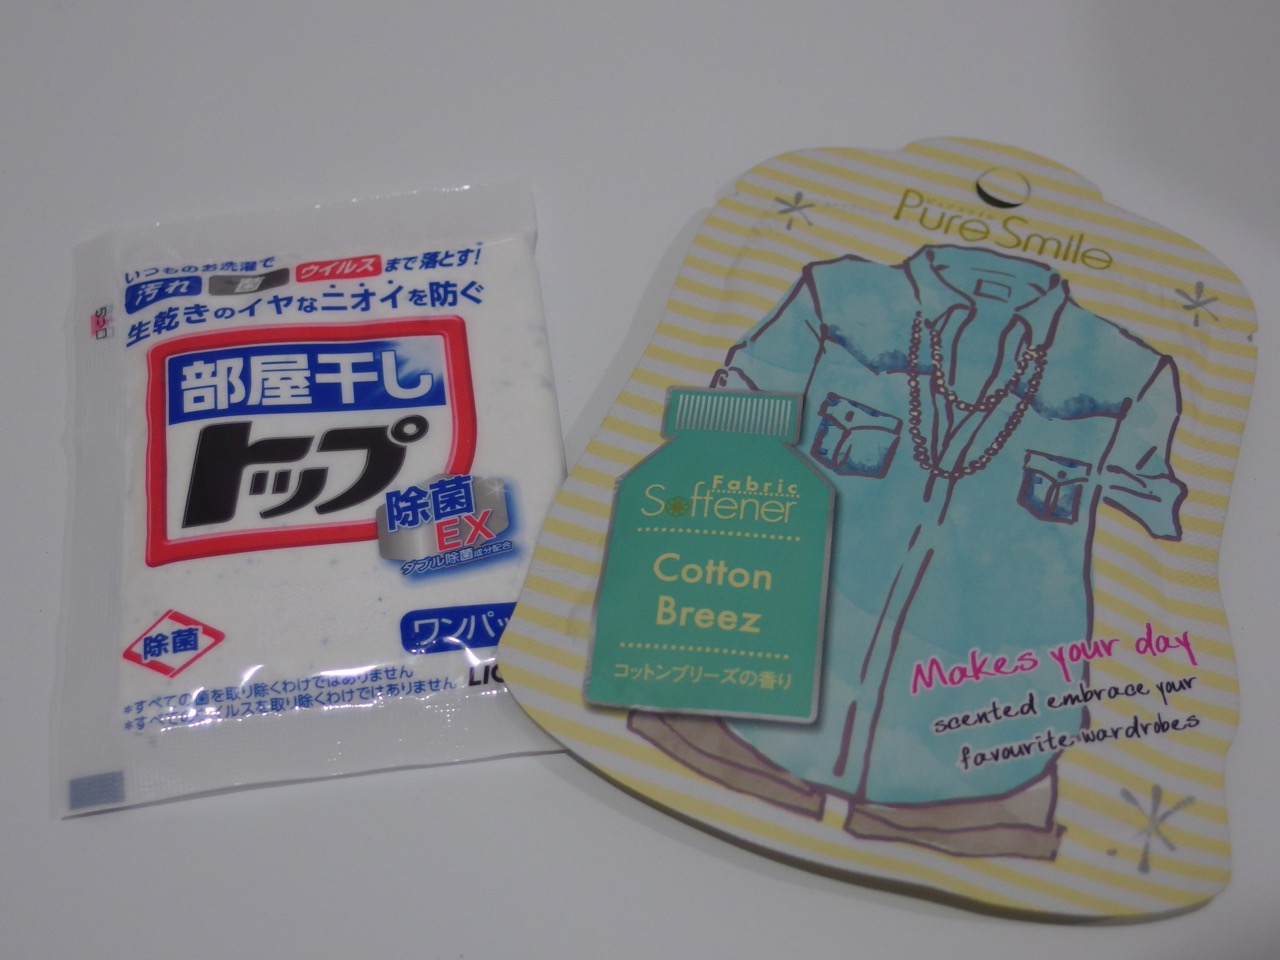 いつものお洗濯で
汚れ 菌 ウイルス まで落とす!
生乾きのイヤなニオイを防ぐ
切り口
部屋干し
トップ
除菌
EX
ダブル除菌成分配合
除菌
*すべての菌を取り除くわけではありません
*すべてのウイルスを取り除くわけではありません
Pure Smile
Fabric
Softener
Cotton
Breez
コットンブリーズの香り
Makes your day
scented embrace your
favourite wardrobes